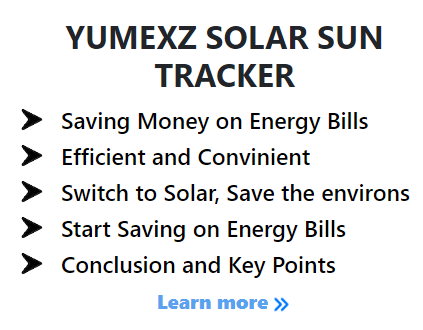 YUMEXZ SOLAR SUN
TRACKER
Saving Money on Energy Bills
Efficient and Convinient
Switch to Solar, Save the environs
Start Saving on Energy Bills
Conclusion and Key Points
Learn more »